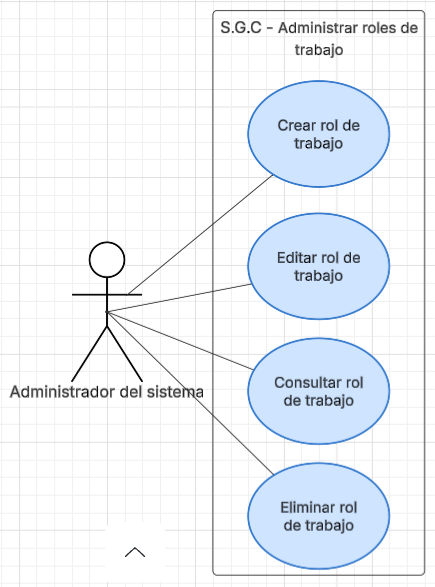 S.G.C - Administrar roles de
trabajo
Crear rol de
trabajo
Editar rol de
trabajo
Administrador del sistema
Consultar rol
de trabajo
Eliminar rol
de trabajo